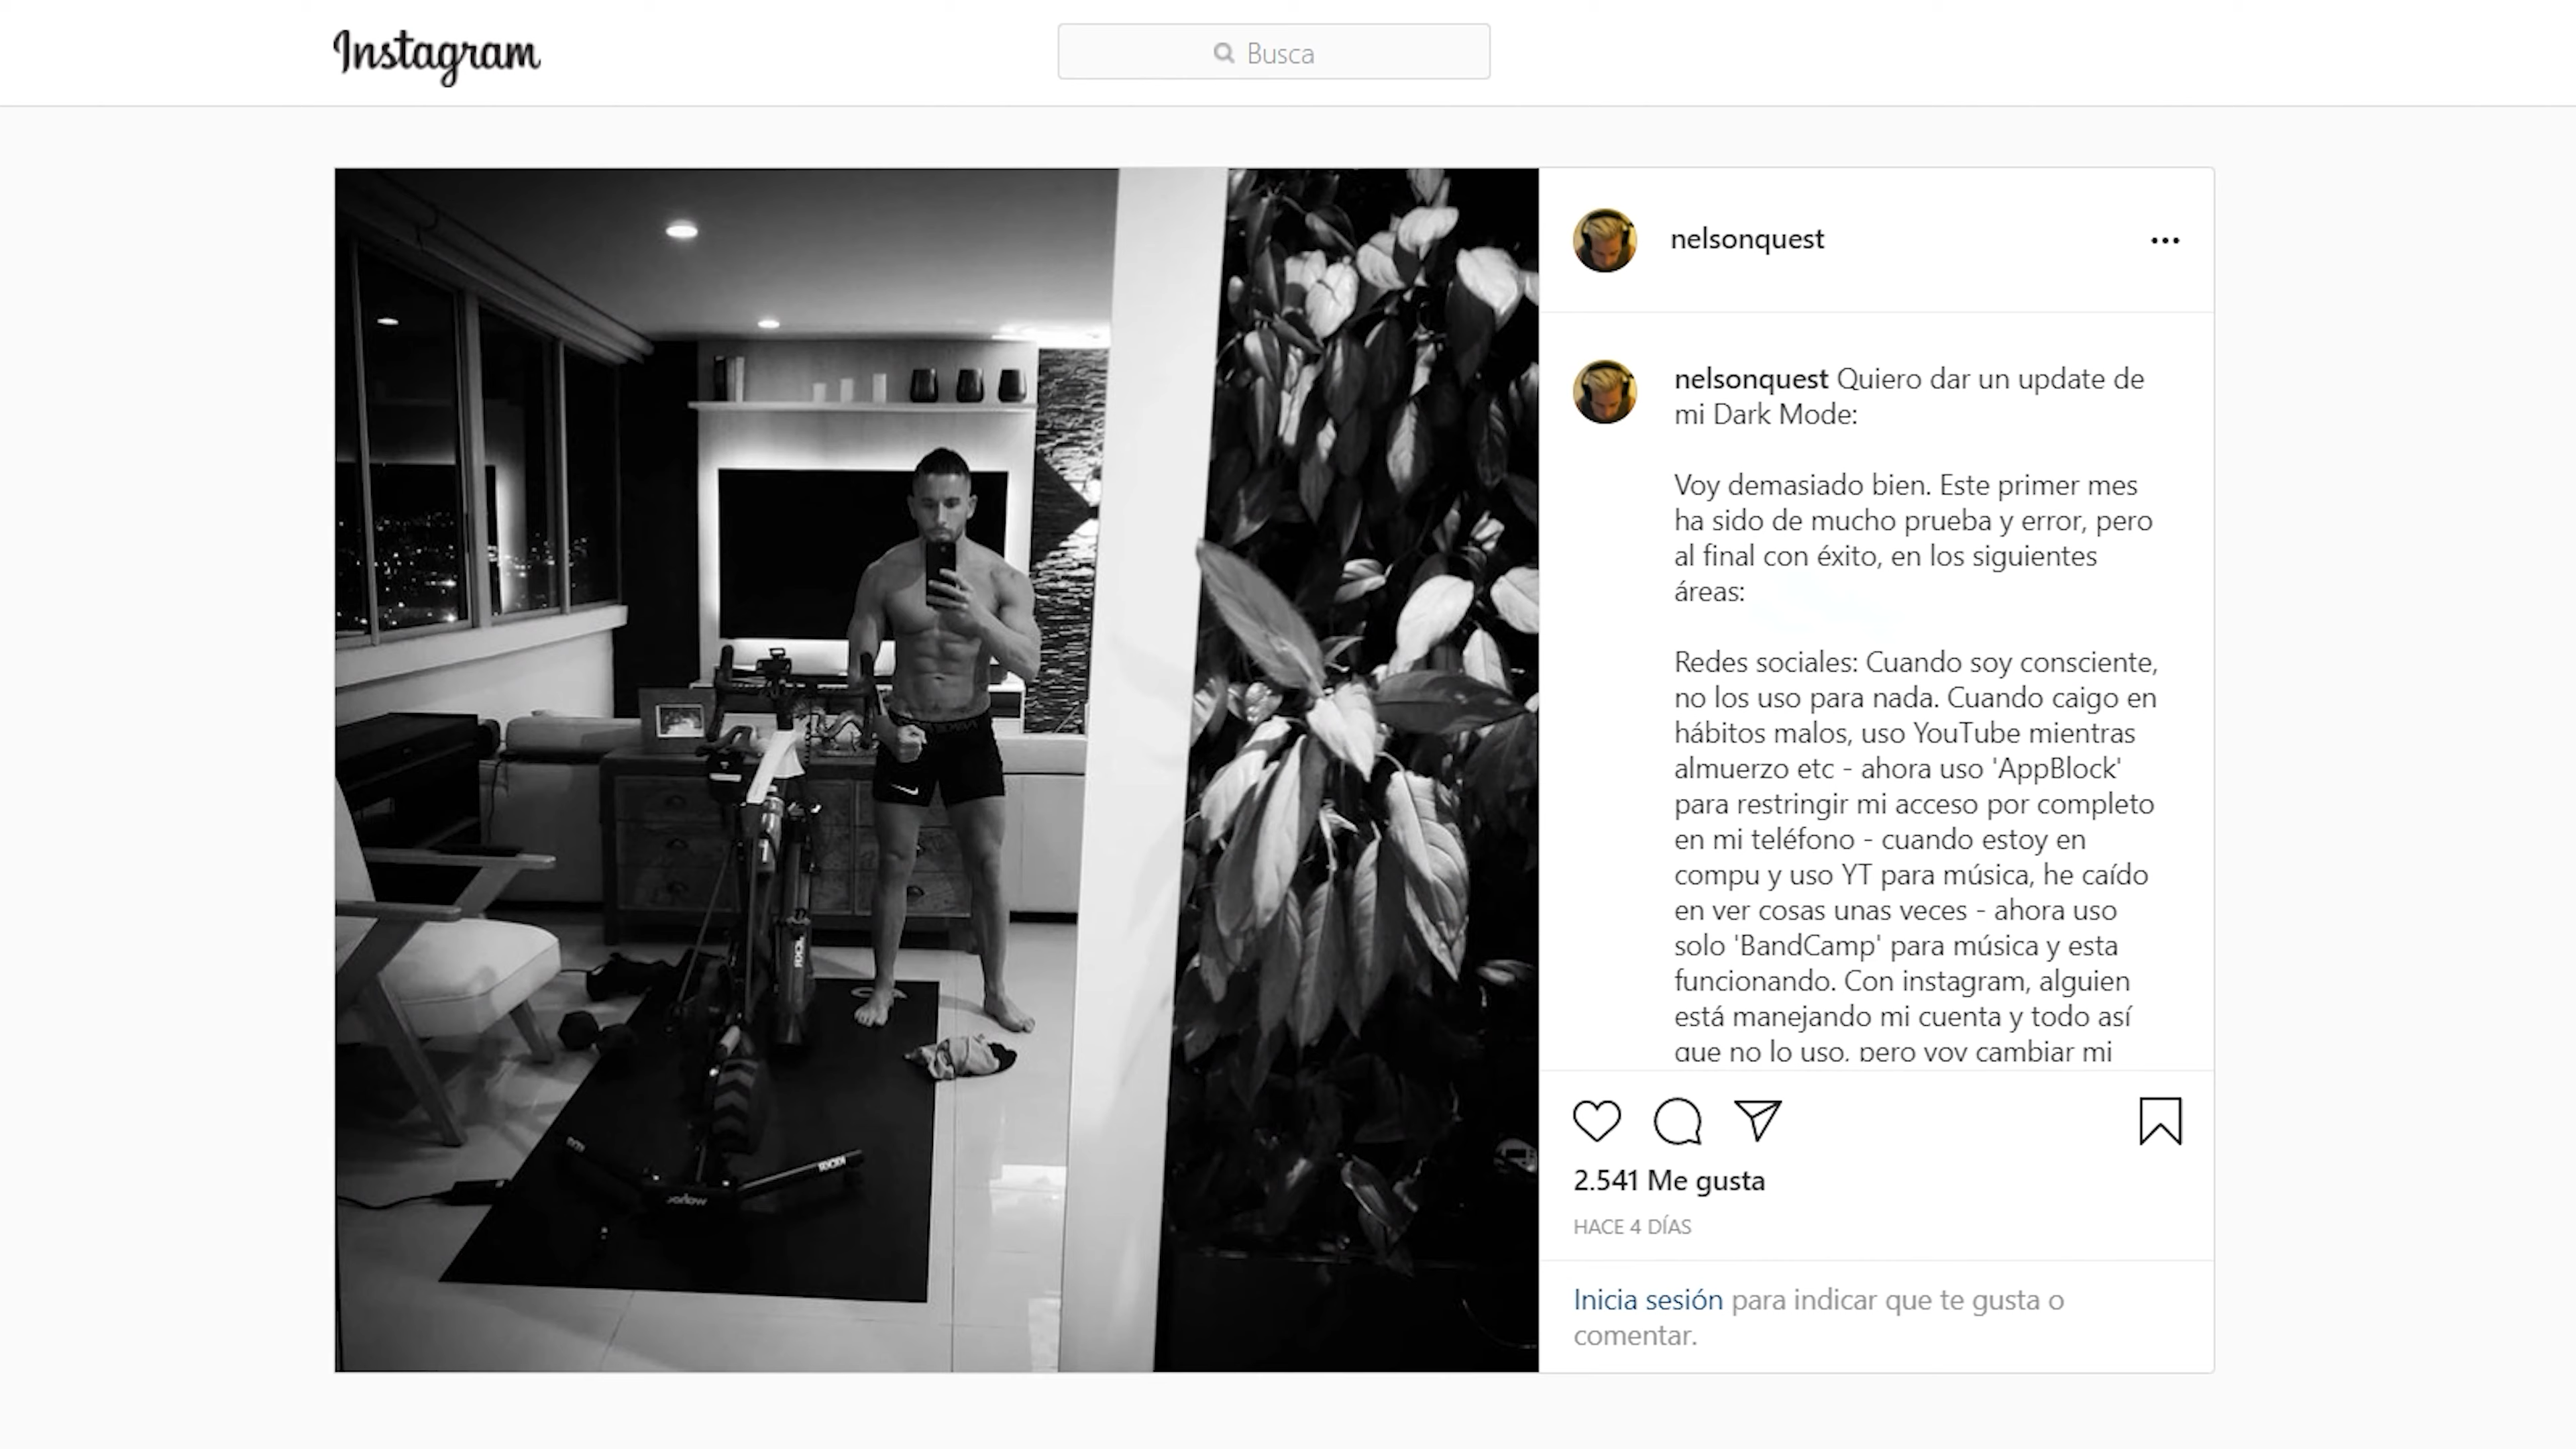 Instagram
Busca
nelsonquest
nelsonquest Quiero dar un update de
mi Dark Mode:
Voy demasiado bien. Este primer mes
ha sido de mucho prueba y error, pero
al final con éxito, en los siguientes
áreas:
Redes sociales: Cuando soy consciente,
no los uso para nada. Cuando caigo en
hábitos malos, uso YouTube mientras
almuerzo etc - ahora uso 'AppBlock'
para restringir mi acceso por completo
en mi teléfono - cuando estoy en
compu y uso YT para música, he caído
en ver cosas unas veces - ahora uso
solo 'BandCamp' para música y esta
funcionando. Con instagram, alguien
está manejando mi cuenta y todo así
que no lo uso, pero voy cambiar mi
2.541 Me gusta
HACE 4 DÍAS
Inicia sesión para indicar que te gusta o
comentar.